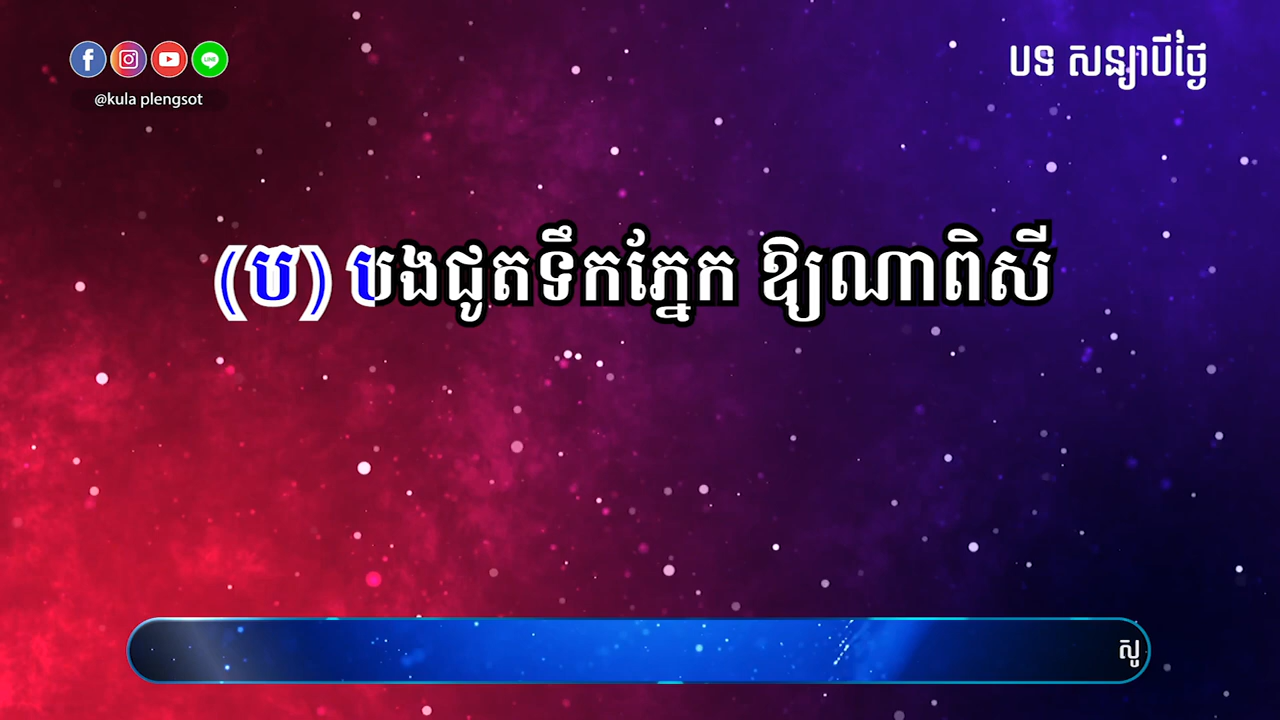 បទ សន្យាបីថ្ងៃ
@kula plengsot
(ប) បងជូតទឹកភ្នែក ឱ្យណាពិសី
សូ